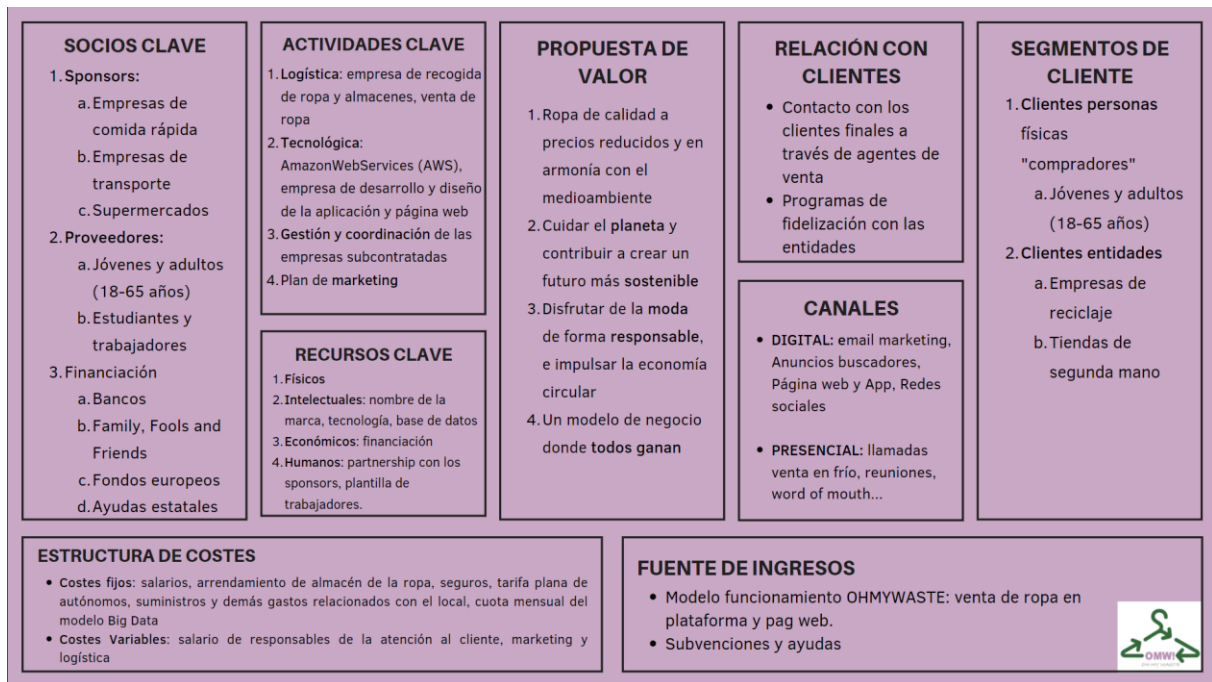 SOCIOS CLAVE
1. Sponsors:
a. Empresas de
comida rápida
b. Empresas de
transporte
c. Supermercados
2. Proveedores:
a. Jóvenes y adultos
(18-65 años)
b. Estudiantes y
trabajadores
3. Financiación
a. Bancos
b. Family, Fools and
Friends
c. Fondos europeos
d. Ayudas estatales
ACTIVIDADES CLAVE
1. Logística: empresa de recogida
de ropa y almacenes, venta de
ropa
2. Tecnológica:
AmazonWebServices (AWS),
empresa de desarrollo y diseño
de la aplicación y página web
3. Gestión y coordinación de las
empresas subcontratadas
4. Plan de marketing
RECURSOS CLAVE
1. Físicos
2. Intelectuales: nombre de la
marca, tecnología, base de datos
3. Económicos: financiación
4. Humanos: partnership con los
sponsors, plantilla de
trabajadores.
PROPUESTA DE
VALOR
1. Ropa de calidad a
precios reducidos y en
armonía con el
medioambiente
2. Cuidar el planeta y
contribuir a crear un
futuro más sostenible
3. Disfrutar de la moda
de forma responsable,
e impulsar la economía
circular
4. Un modelo de negocio
donde todos ganan
RELACIÓN CON
CLIENTES
• Contacto con los
clientes finales a
través de agentes de
venta
• Programas de
fidelización con las
entidades
CANALES
• DIGITAL: email marketing,
Anuncios buscadores,
Página web y App, Redes
sociales
• PRESENCIAL: llamadas
venta en frío, reuniones,
word of mouth...
SEGMENTOS DE
CLIENTE
1. Clientes personas
físicas
"compradores"
a. Jóvenes y adultos
(18-65 años)
2. Clientes entidades
a. Empresas de
reciclaje
b. Tiendas de
segunda mano
ESTRUCTURA DE COSTES
• Costes fijos: salarios, arrendamiento de almacén de la ropa, seguros, tarifa plana de
autónomos, suministros y demás gastos relacionados con el local, cuota mensual del
modelo Big Data
• Costes Variables: salario de responsables de la atención al cliente, marketing y
logística
FUENTE DE INGRESOS
• Modelo funcionamiento OHMYWASTE: venta de ropa en
plataforma y pag web.
• Subvenciones y ayudas
OMW!